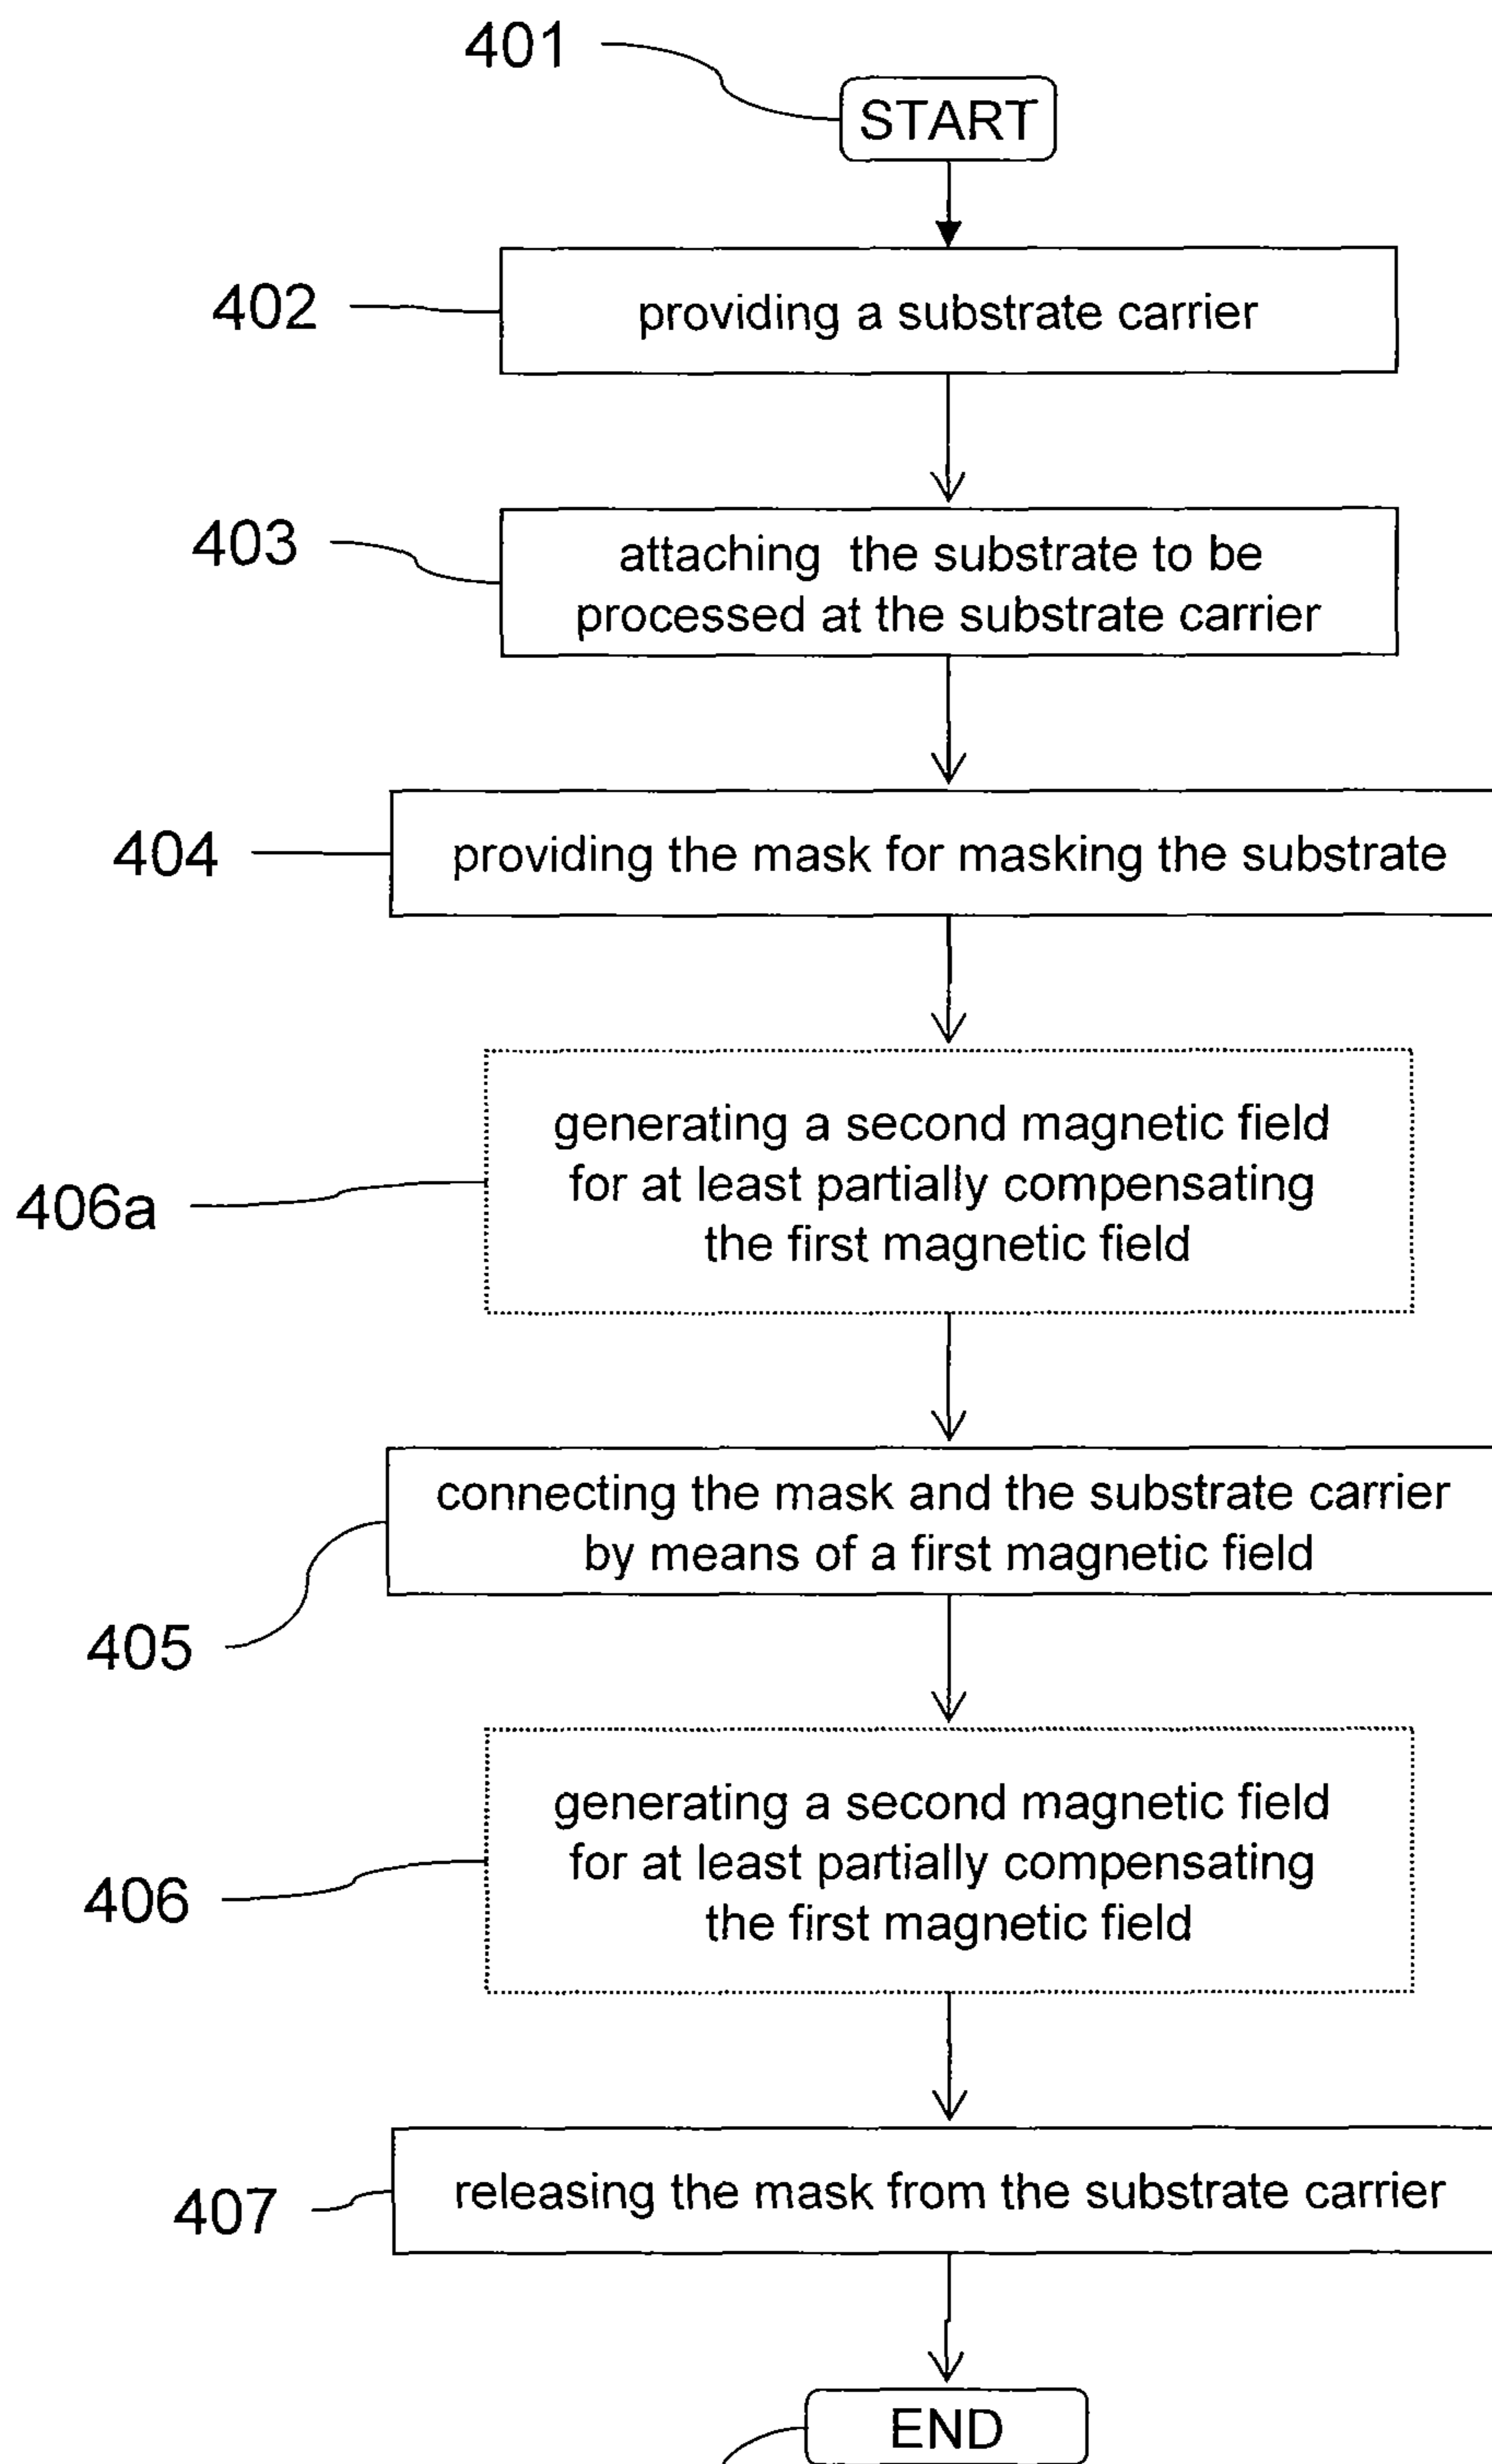 401
START
402
providing a substrate carrier
403
attaching the substrate to be
processed at the substrate carrier
404
providing the mask for masking the substrate
406a
generating a second magnetic field
for at least partially compensating
the first magnetic field
405
connecting the mask and the substrate carrier
by means of a first magnetic field
406
generating a second magnetic field
for at least partially compensating
the first magnetic field
407
releasing the mask from the substrate carrier
END